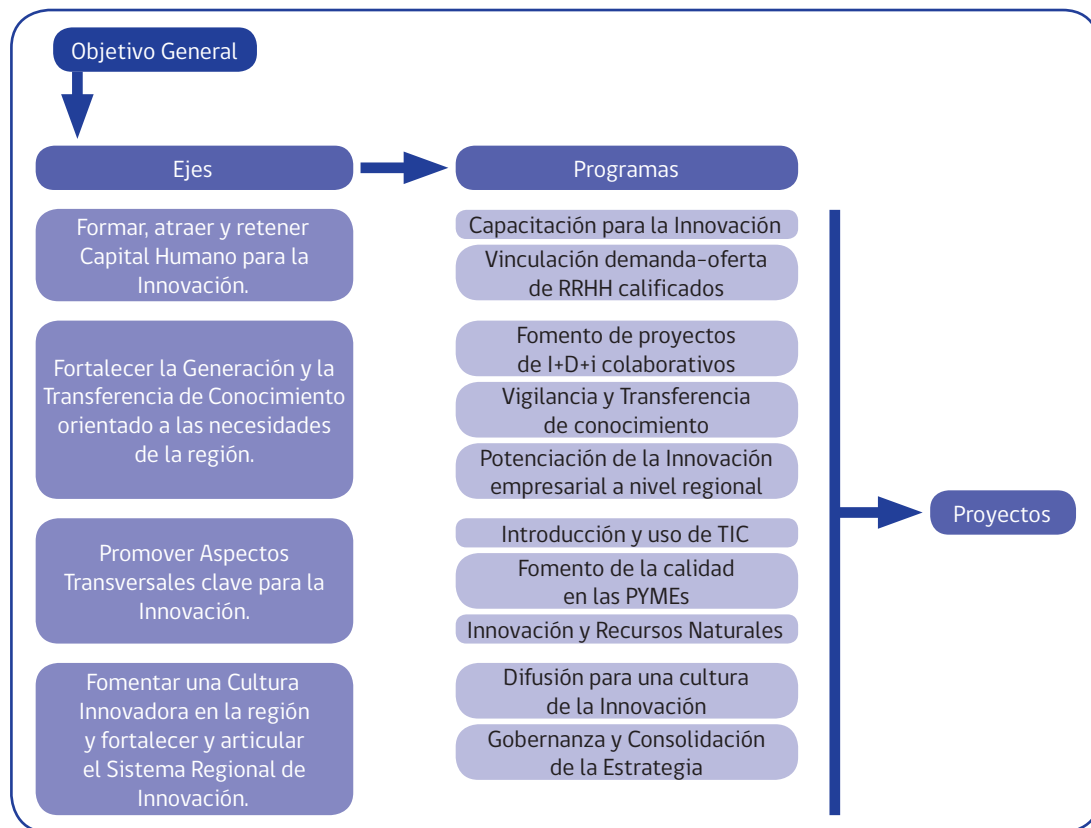 Objetivo General
Ejes
Programas
Formar, atraer y retener
Capital Humano para la
Innovación.
Capacitación para la Innovación
Vinculación demanda-oferta
de RRHH calificados
Fortalecer la Generación y la
Transferencia de Conocimiento
orientado a las necesidades
de la región.
Fomento de proyectos
de I+D+i colaborativos
Vigilancia y Transferencia
de conocimiento
Potenciación de la Innovación
empresarial a nivel regional
Promover Aspectos
Transversales clave para la
Innovación.
Introducción y uso de TIC
Fomento de la calidad
en las PYMEs
Innovación y Recursos Naturales
Fomentar una Cultura
Innovadora en la región
y fortalecer y articular
el Sistema Regional de
Innovación.
Difusión para una cultura
de la Innovación
Gobernanza y Consolidación
de la Estrategia
Proyectos